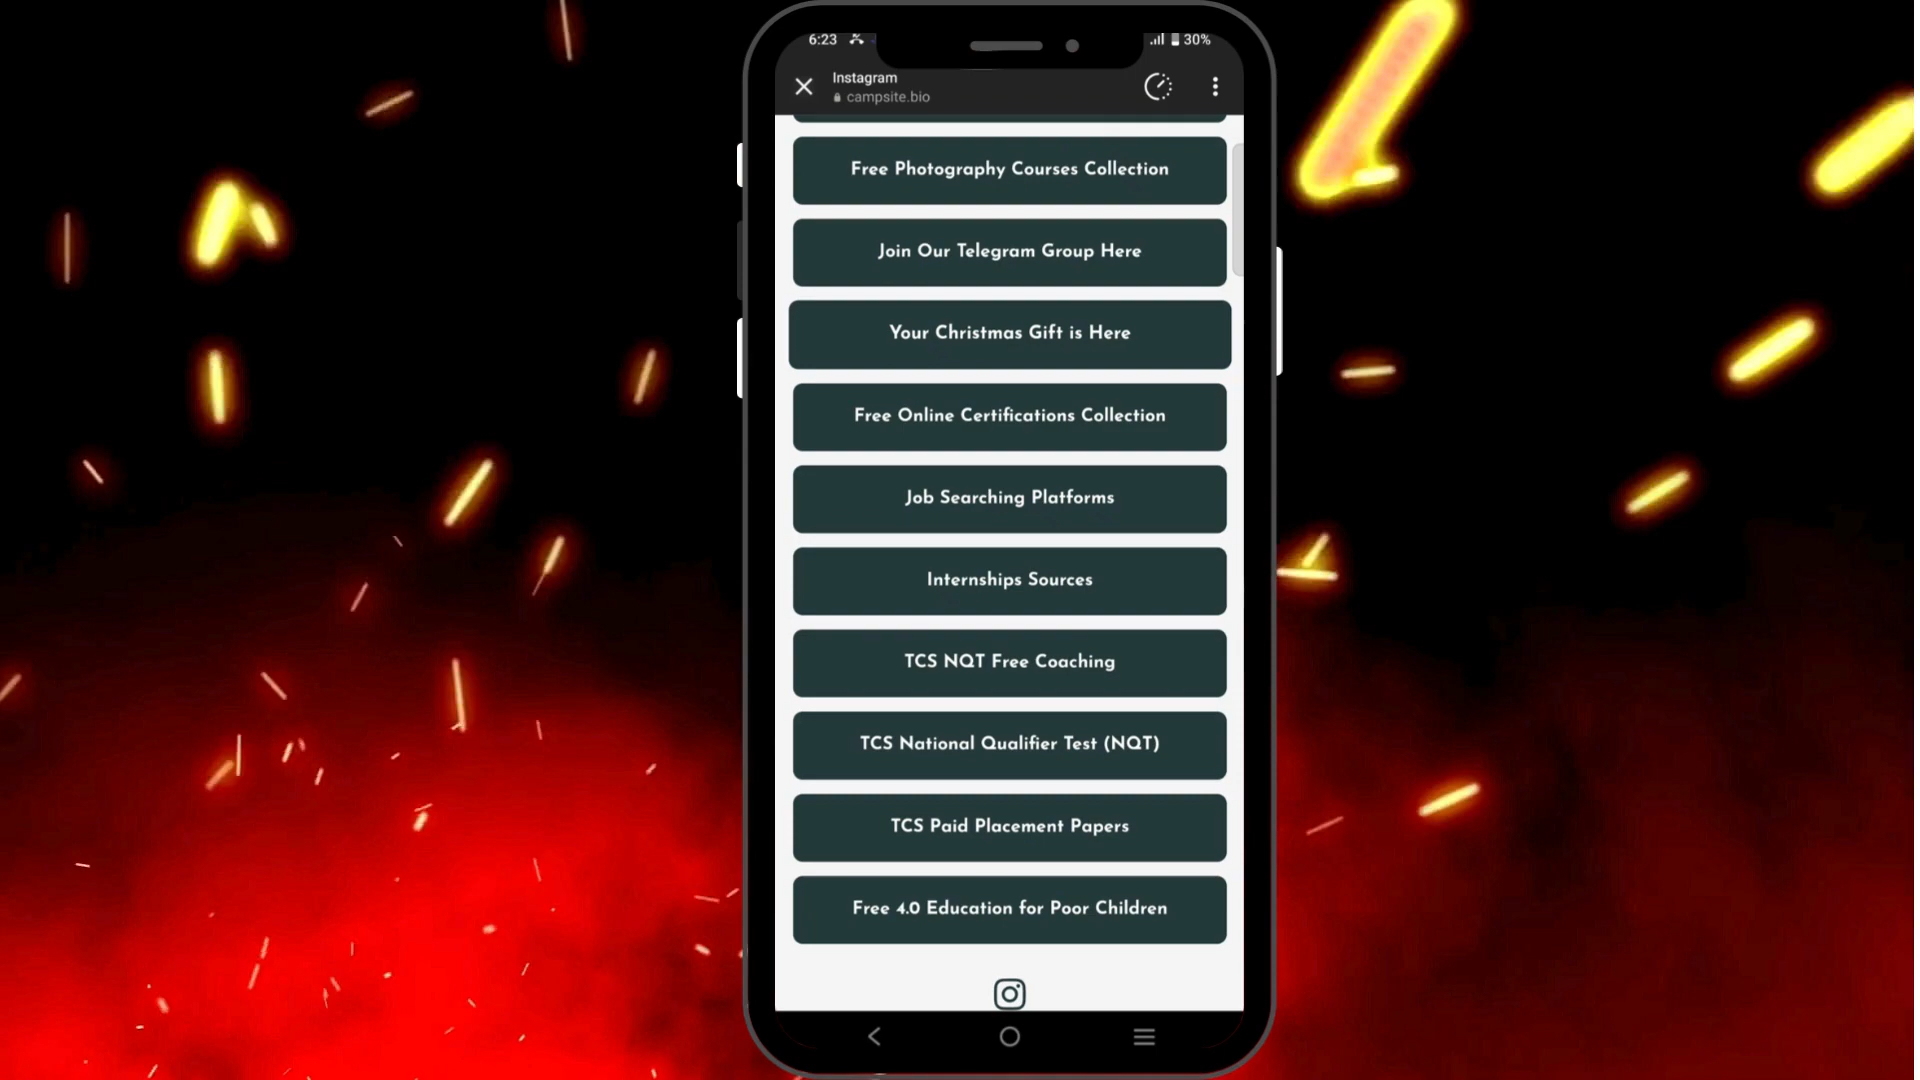 6:23
30%
Instagram
campsite.bio
Free Photography Courses Collection
Join Our Telegram Group Here
Your Christmas Gift is Here
Free Online Certifications Collection
Job Searching Platforms
Internships Sources
TCS NQT Free Coaching
TCS National Qualifier Test (NQT)
TCS Paid Placement Papers
Free 4.0 Education for Poor Children